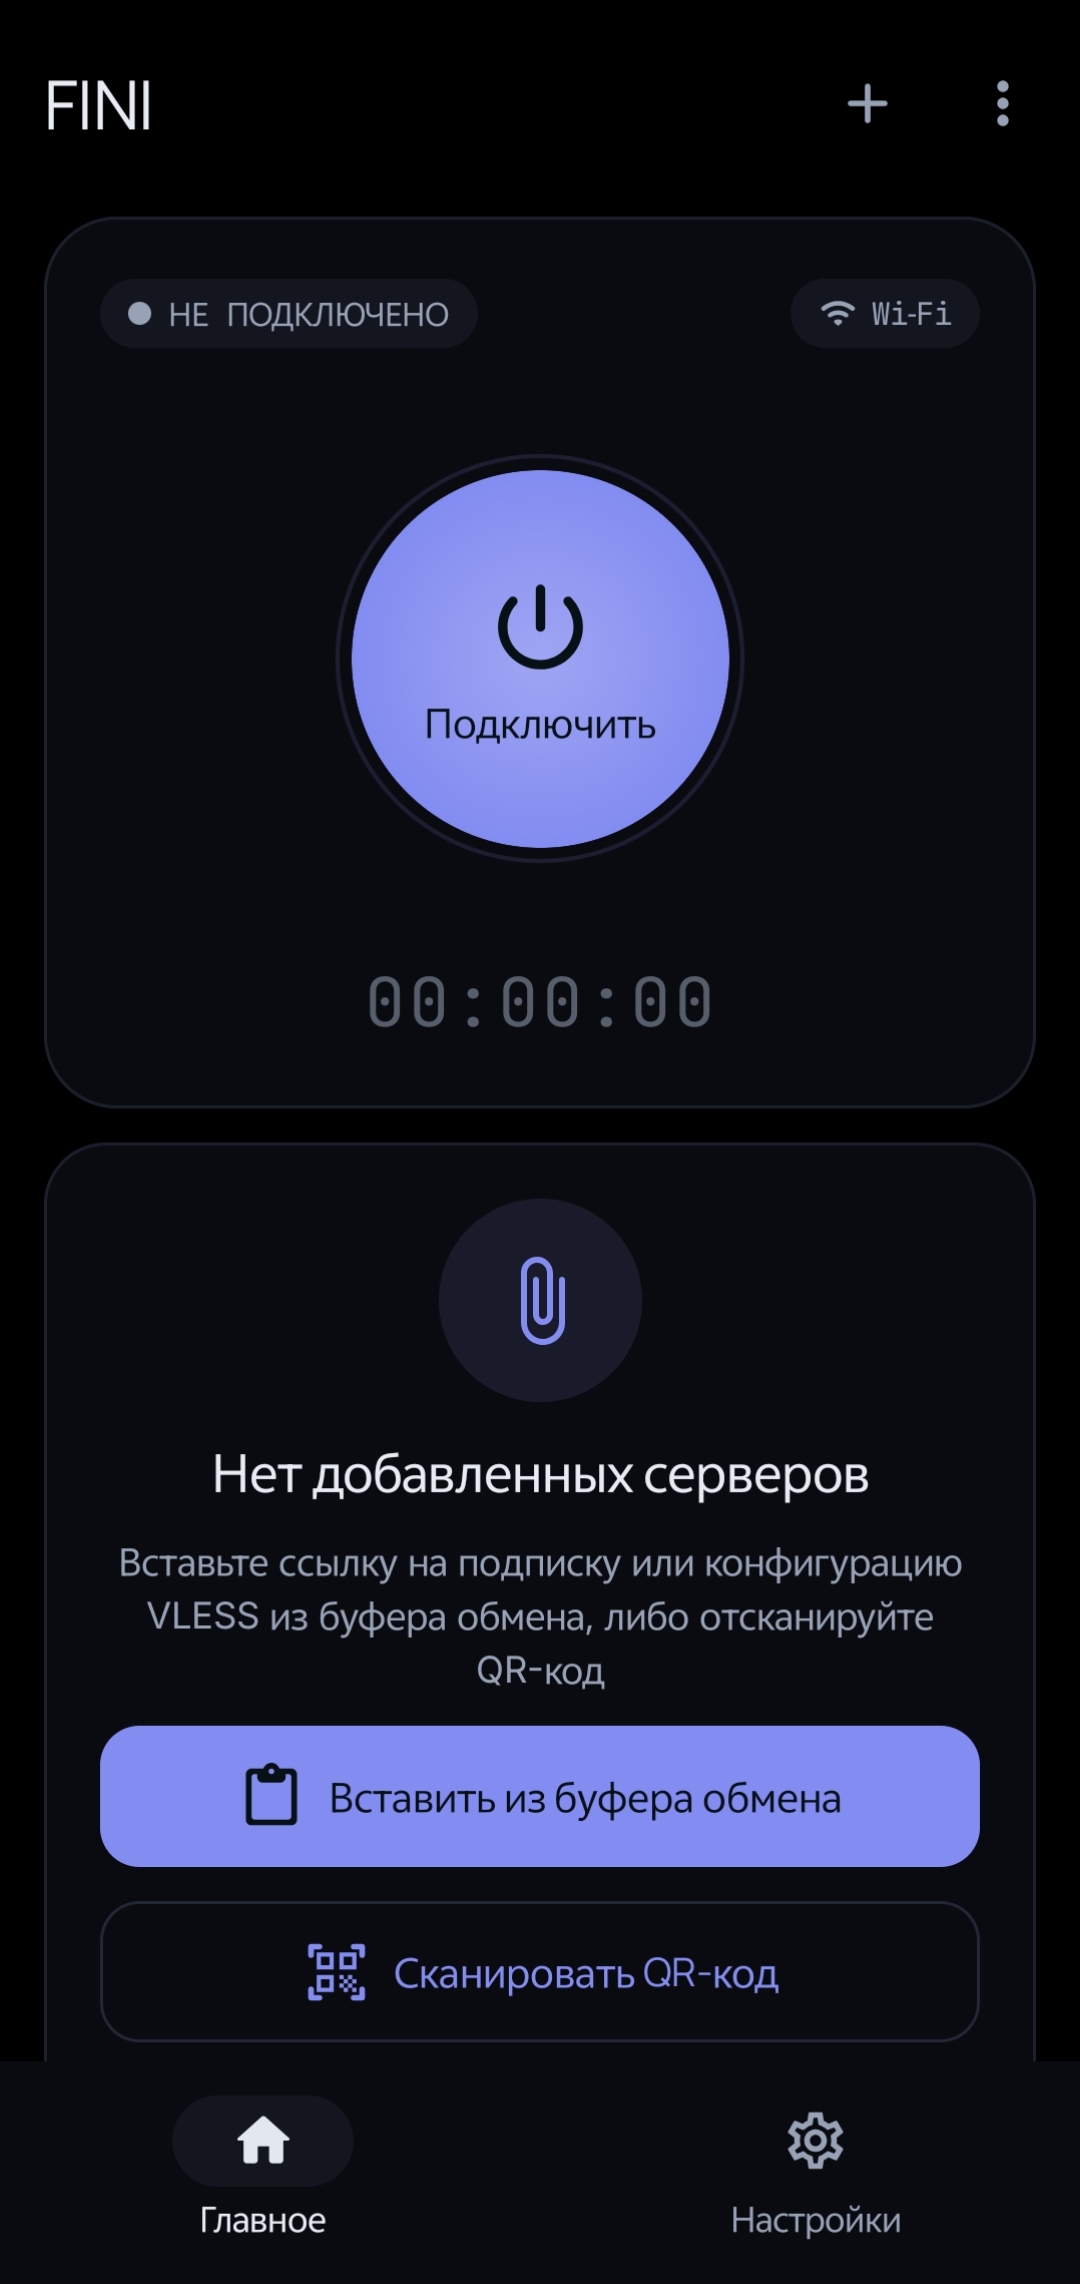 FINI
НЕ ПОДКЛЮЧЕНО
Wi-Fi
Подключить
00:00:00
Нет добавленных серверов
Вставьте ссылку на подписку или конфигурацию
VLESS из буфера обмена, либо отсканируйте
QR-код
Вставить из буфера обмена
Сканировать QR-код
Главное
Настройки